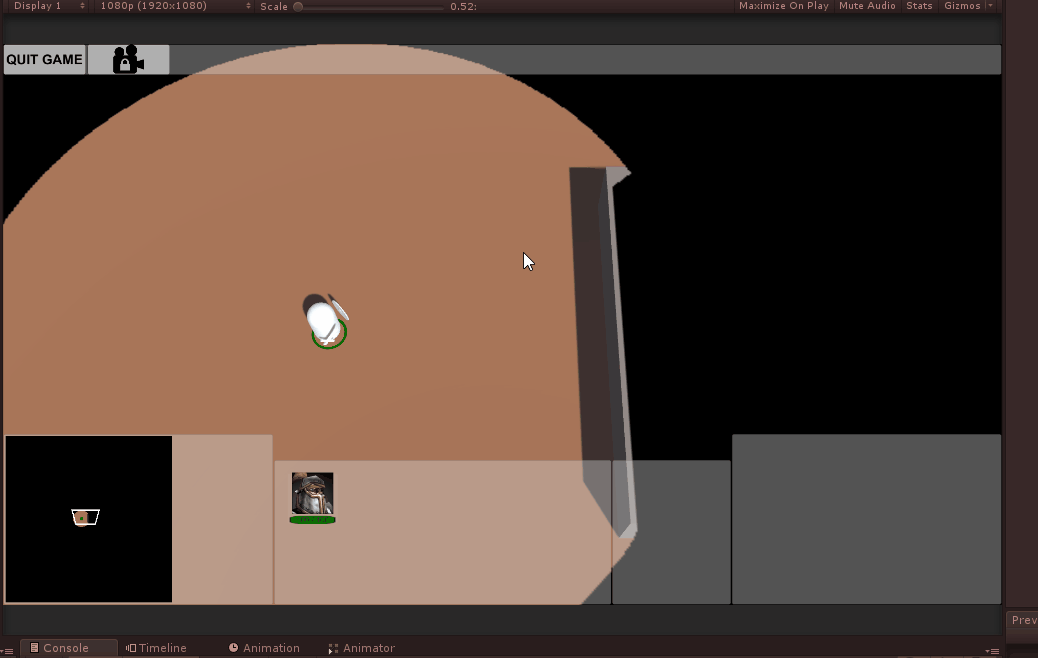 Display 1 1080p (1920x1080) Scale 0.52: Maximize On Play Mute Audio Stats Gizmos
QUIT GAME
Prev
Console Timeline Animation Animator